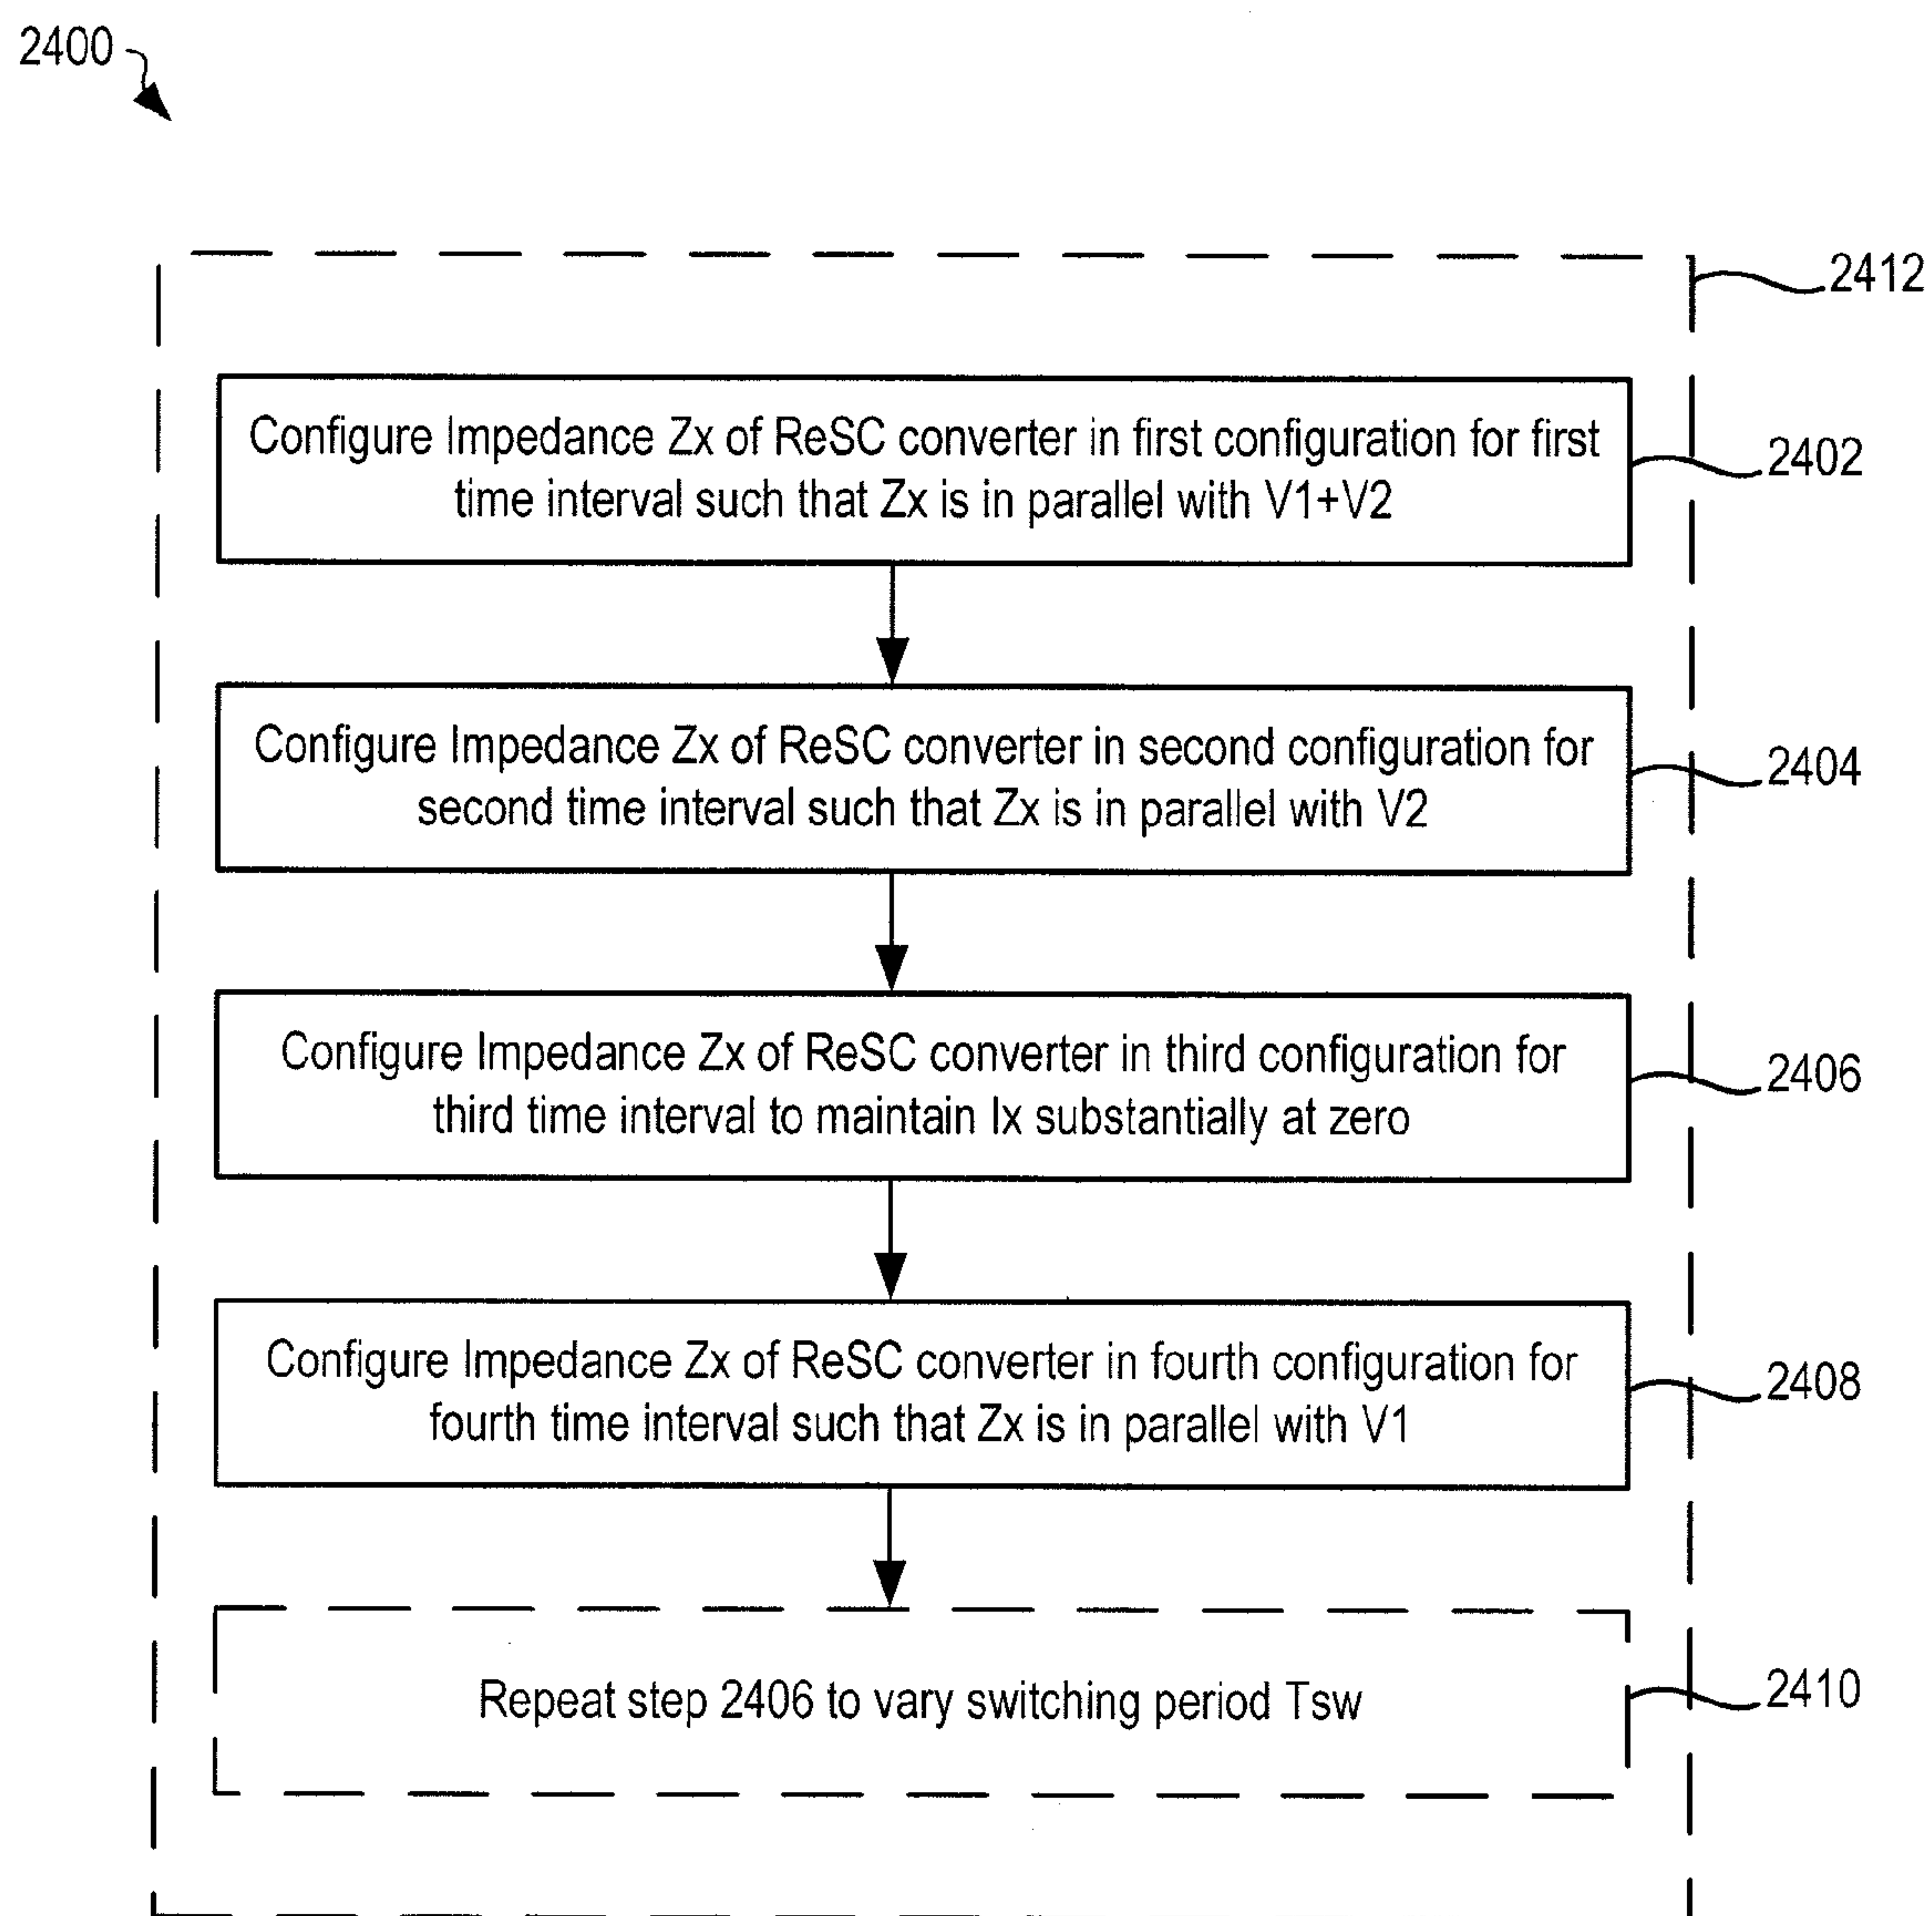 2400
2412
Configure Impedance Zx of ReSC converter in first configuration for first
time interval such that Zx is in parallel with V1+V2
2402
Configure Impedance Zx of ReSC converter in second configuration for
second time interval such that Zx is in parallel with V2
2404
Configure Impedance Zx of ReSC converter in third configuration for
third time interval to maintain Ix substantially at zero
2406
Configure Impedance Zx of ReSC converter in fourth configuration for
fourth time interval such that Zx is in parallel with V1
2408
Repeat step 2406 to vary switching period Tsw
2410